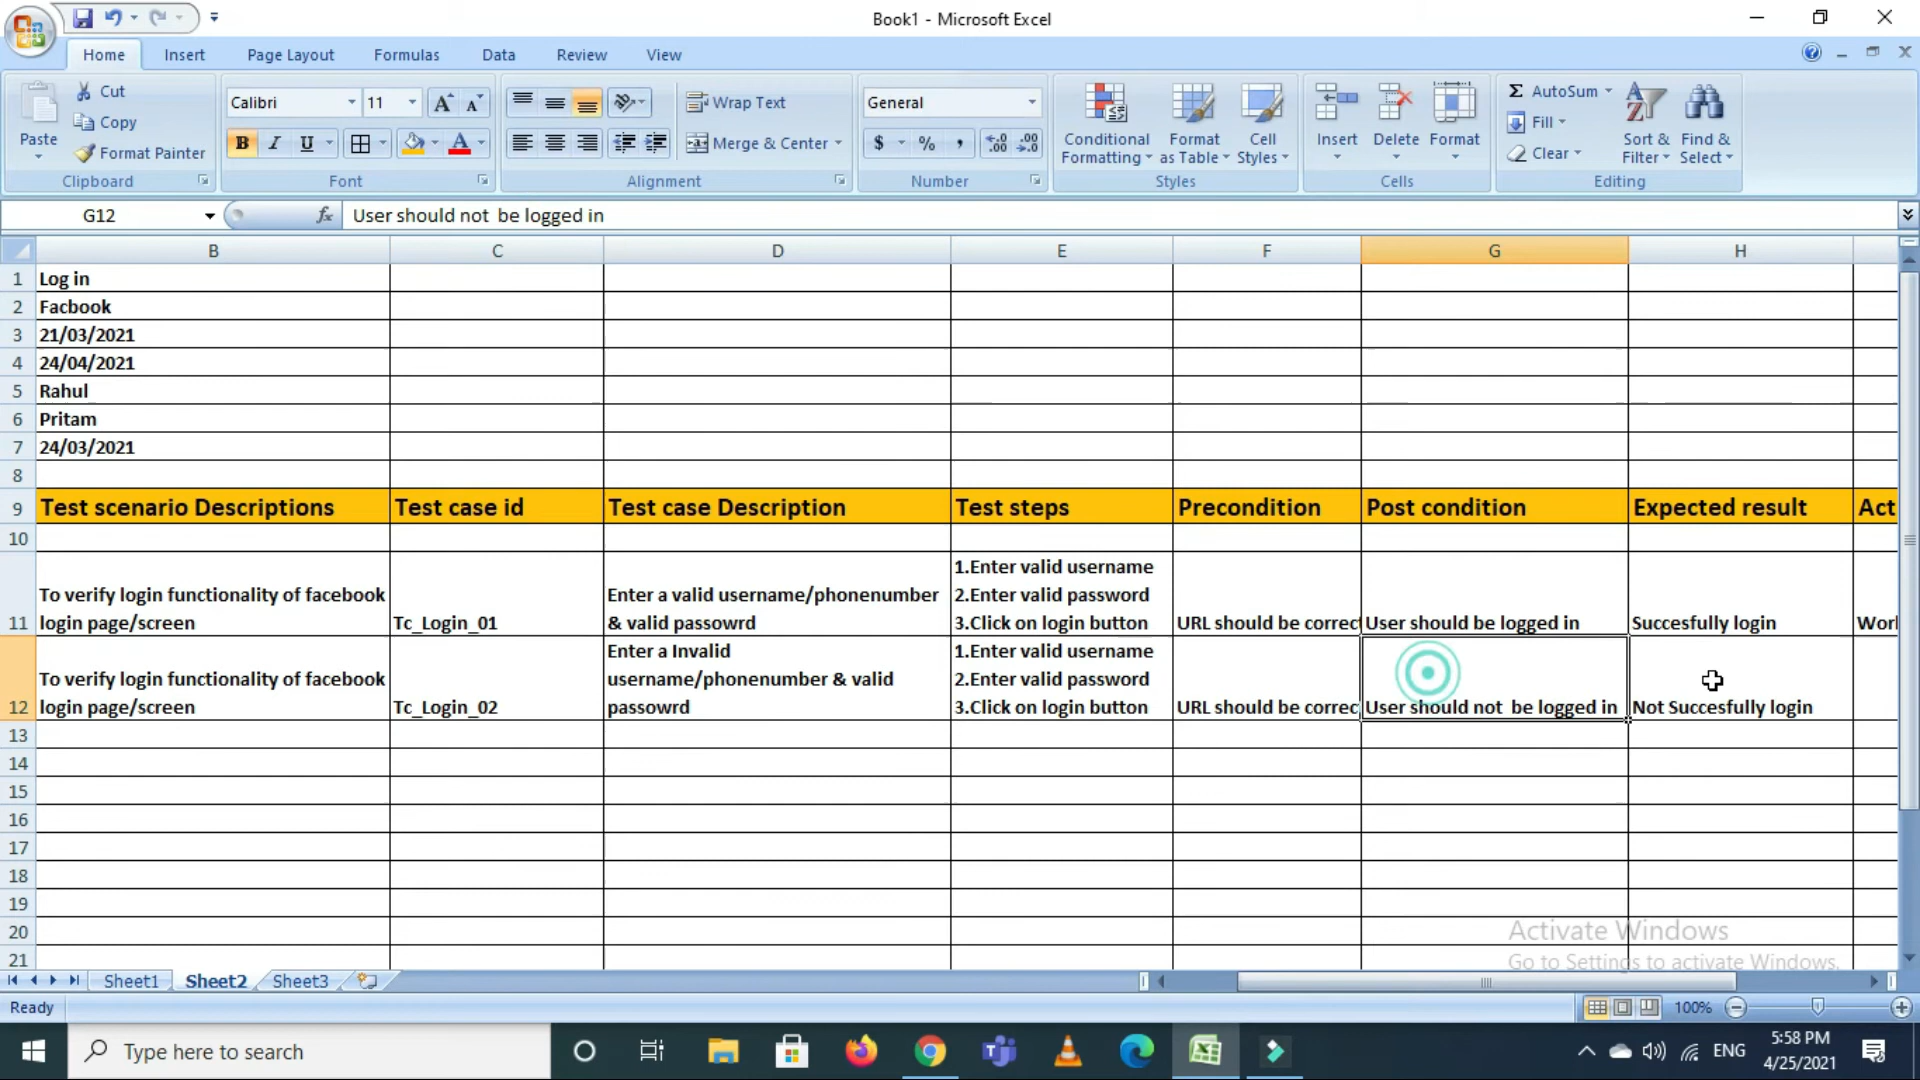 Book1 - Microsoft Excel
Home Insert Page Layout Formulas Data Review View
Paste
Cut
Copy
Format Painter
Clipboard
Calibri 11 A A
B I U A
Font
Wrap Text
Merge & Center
Alignment
General
$ % ,
Number
Conditional Formatting
Format as Table
Cell Styles
Styles
Insert Delete Format
Cells
Σ AutoSum
Fill
Clear
Sort & Filter
Find & Select
Editing
G12 fx User should not  be logged in
B C D E F G H
1 Log in
2 Facbook
3 21/03/2021
4 24/04/2021
5 Rahul
6 Pritam
7 24/03/2021
8
9 Test scenario Descriptions Test case id Test case Description Test steps Precondition Post condition Expected result Act
10
11
To verify login functionality of facebook
login page/screen
Tc_Login_01
Enter a valid username/phonenumber
& valid passowrd
1.Enter valid username
2.Enter valid password
3.Click on login button
URL should be correct
User should be logged in
Succesfully login
Worl
12
To verify login functionality of facebook
login page/screen
Tc_Login_02
Enter a Invalid
username/phonenumber & valid
passowrd
1.Enter valid username
2.Enter valid password
3.Click on login button
URL should be correc
User should not  be logged in
Not Succesfully login
13
14
15
16
17
18
19
20
21
Activate Windows
Go to Settings to activate Windows.
Sheet1 Sheet2 Sheet3
Ready 100%
Type here to search
ENG
5:58 PM
4/25/2021